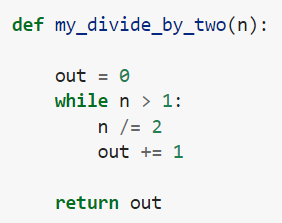 def my_divide_by_two(n):
    out = 0
    while n > 1:
        n /= 2
        out += 1
    return out